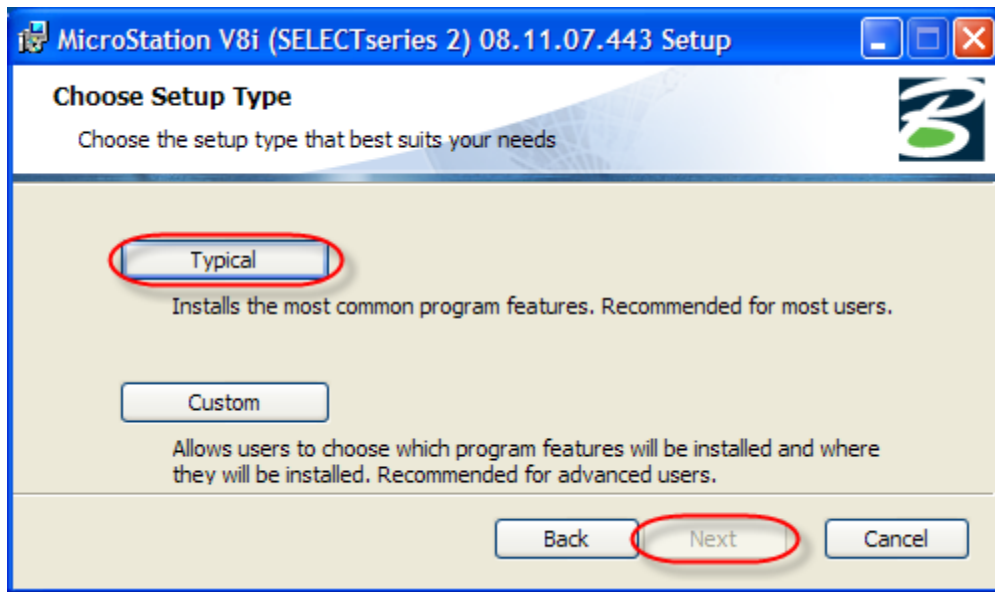 MicroStation V8i (SELECTseries 2) 08.11.07.443 Setup
Choose Setup Type
Choose the setup type that best suits your needs
Typical
Installs the most common program features. Recommended for most users.
Custom
Allows users to choose which program features will be installed and where
they will be installed. Recommended for advanced users.
Back
Next
Cancel